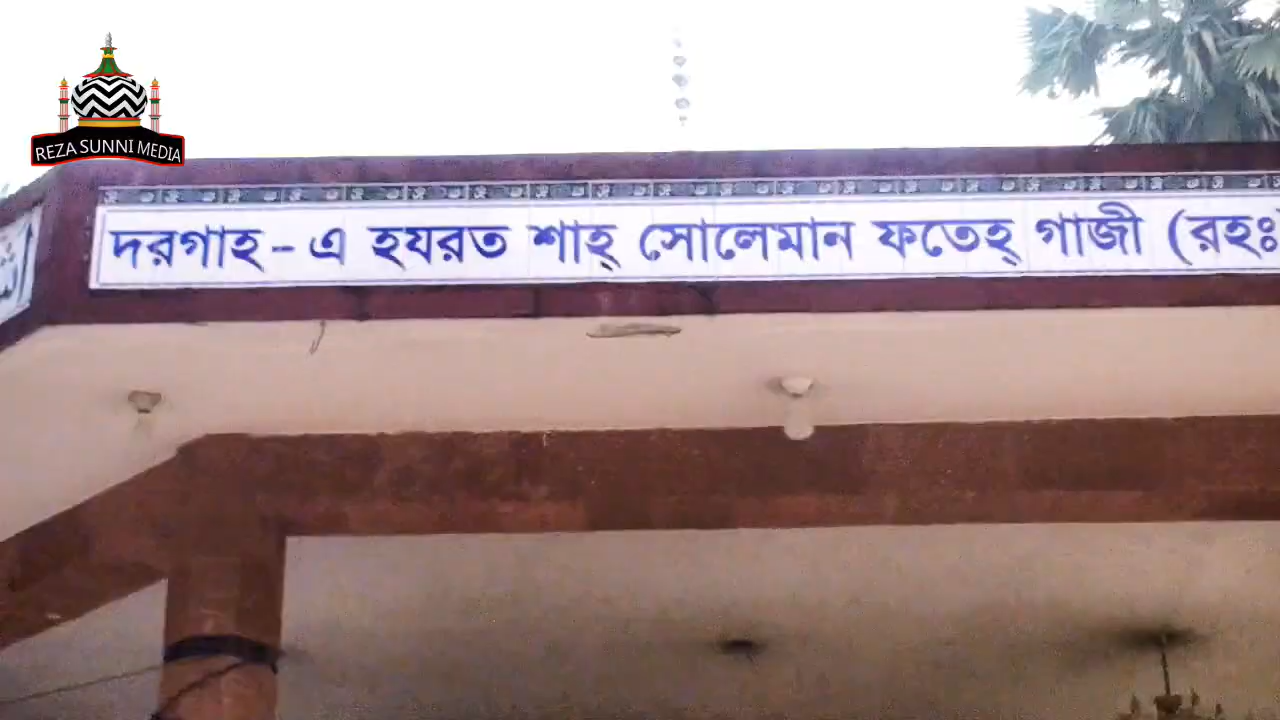 REZA SUNNI MEDIA
দরগাহ - এ হযরত শাহ্ সোলেমান ফতেহ্ গাজী (রহঃ